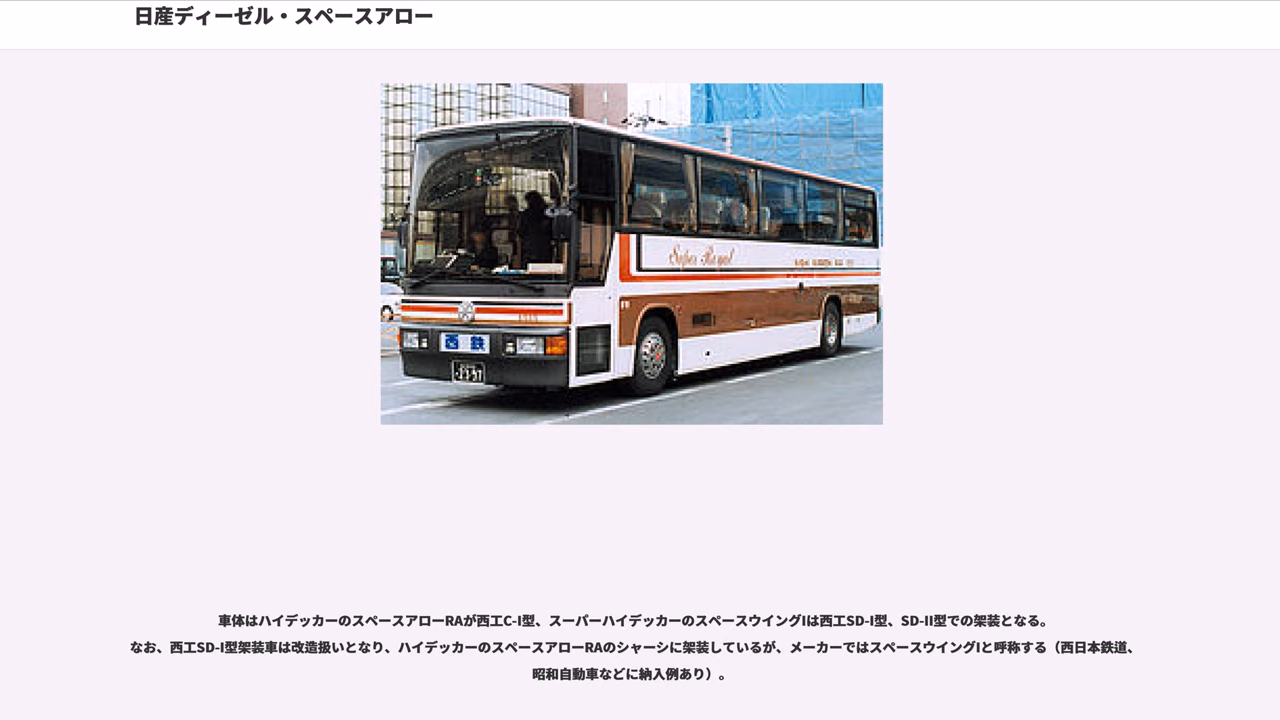 日産ディーゼル・スペースアロー
Super Royal
西鉄
車体はハイデッカーのスペースアローRAが西工C-I型、スーパーハイデッカーのスペースウイングIは西工SD-I型、SD-II型での架装となる。
なお、西工SD-I型架装車は改造扱いとなり、ハイデッカーのスペースアローRAのシャーシに架装しているが、メーカーではスペースウイングIと呼称する（西日本鉄道、
昭和自動車などに納入例あり）。